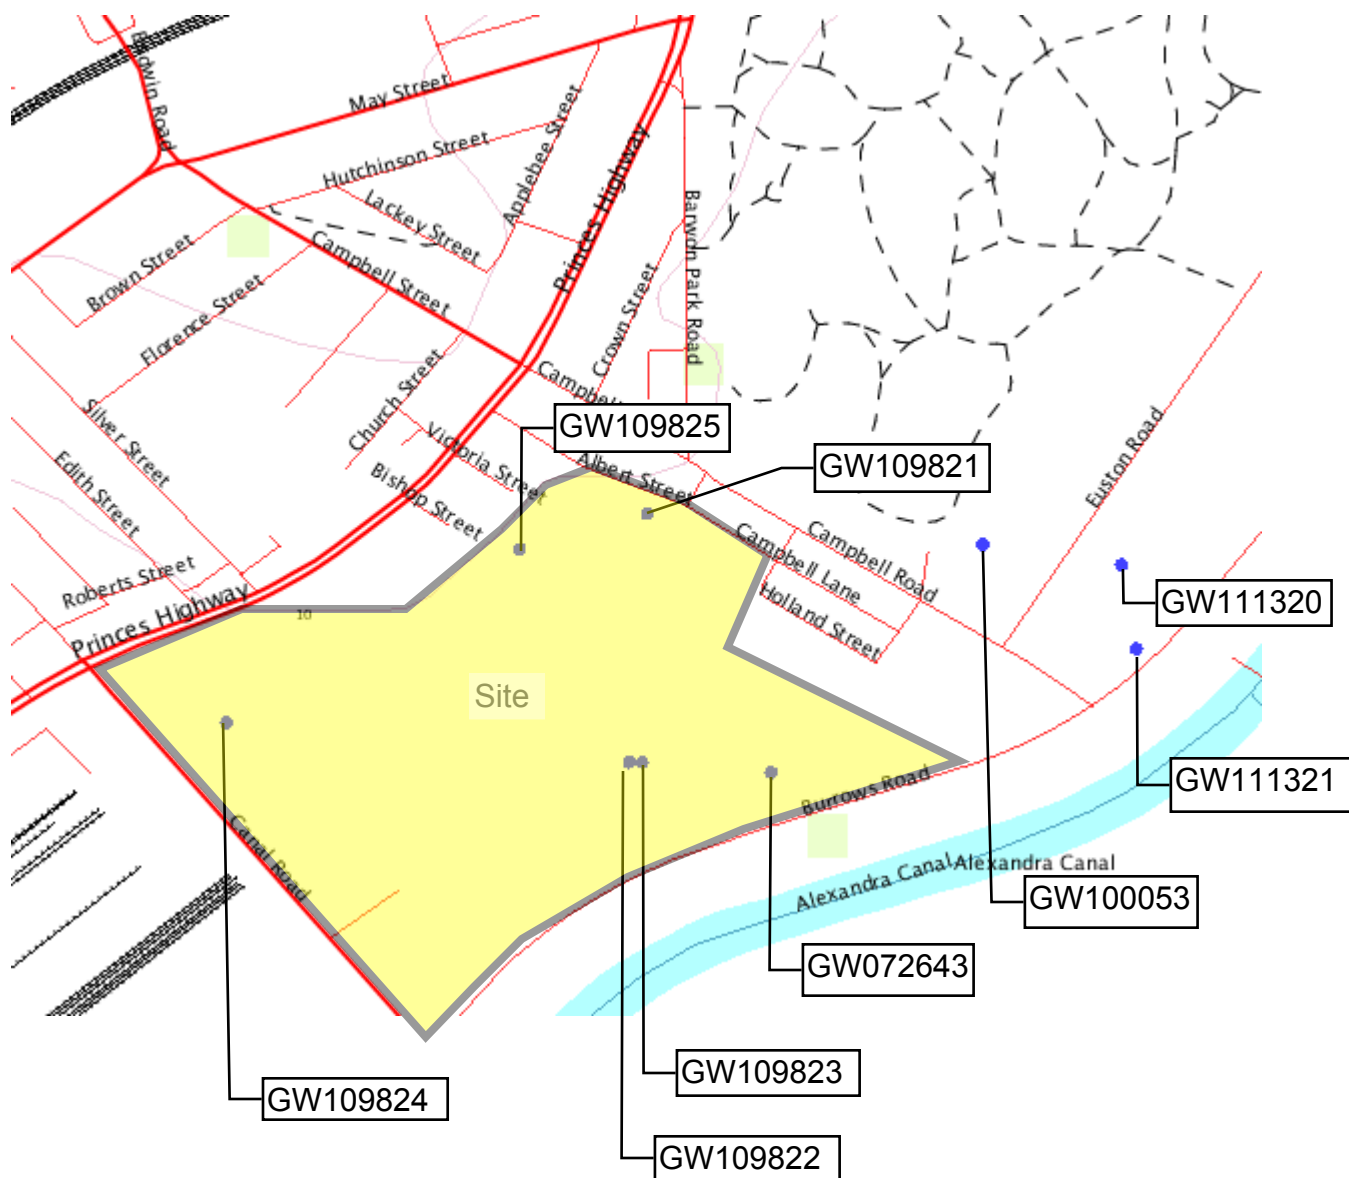 Edwin Road
May Street
Hutchinson Street
Applebee Street
Lackey Street
Princes Highway
Barwon Park Road
Brown Street
Campbell Street
Florence Street
Crown Street
Church Street
Campbell
GW109825
Silver Street
Victoria Street
Albert Street
GW109821
Euston Road
Edith Street
Bishop Street
Campbell Road
Campbell Lane
Roberts Street
Holland Street
GW111320
Princes Highway
10
Site
GW111321
Burrows Road
Canal Road
Alexandra Canal
Alexandra Canal
GW100053
GW072643
GW109823
GW109824
GW109822